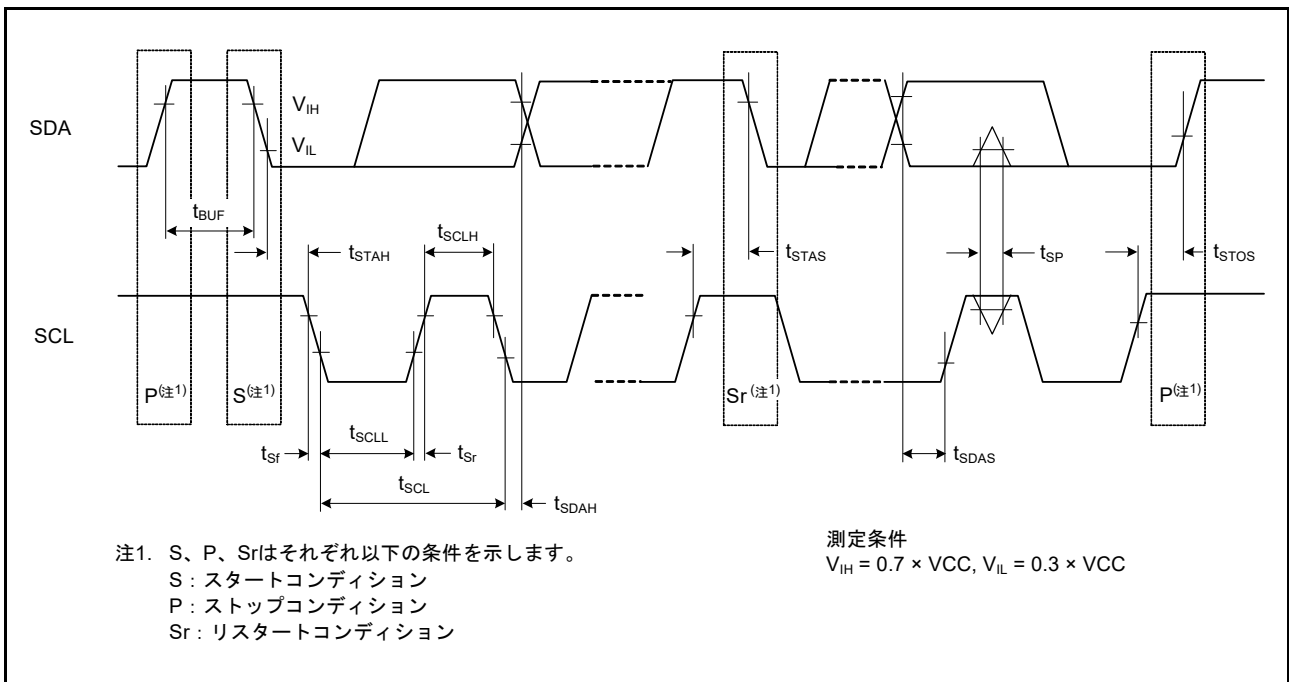 SDA
V_IH
V_IL
t_BUF
t_STAH
t_SCLH
t_STAS
t_SP
t_STOS
SCL
P(注1)
S(注1)
Sr(注1)
P(注1)
t_Sf
t_SCLL
t_Sr
t_SDAS
t_SCL
t_SDAH
注1. S、P、Srはそれぞれ以下の条件を示します。
S：スタートコンディション
P：ストップコンディション
Sr：リスタートコンディション
測定条件
V_IH = 0.7 × VCC, V_IL = 0.3 × VCC